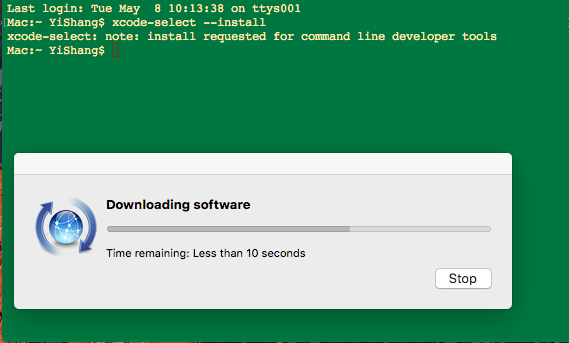 Last login: Tue May  8 10:13:38 on ttys001
Mac:~ YiShang$ xcode-select --install
xcode-select: note: install requested for command line developer tools
Mac:~ YiShang$
Downloading software
Time remaining: Less than 10 seconds
Stop